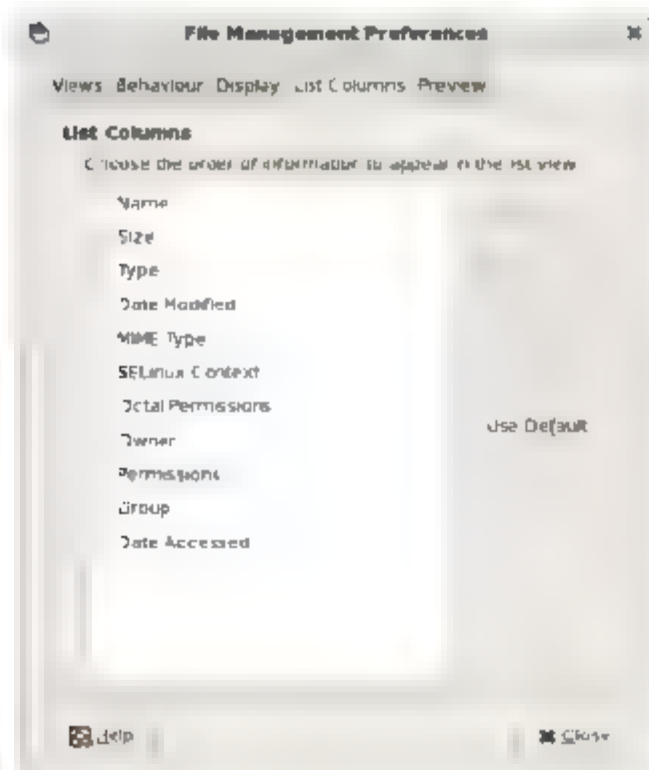 File Management Preferences
Views Behaviour Display List Columns Preview
List Columns
Choose the order of information to appear in the list view
Name
Size
Type
Date Modified
MIME Type
SELinux Context
Octal Permissions
Owner
Permissions
Group
Date Accessed
Use Default
Help
Close